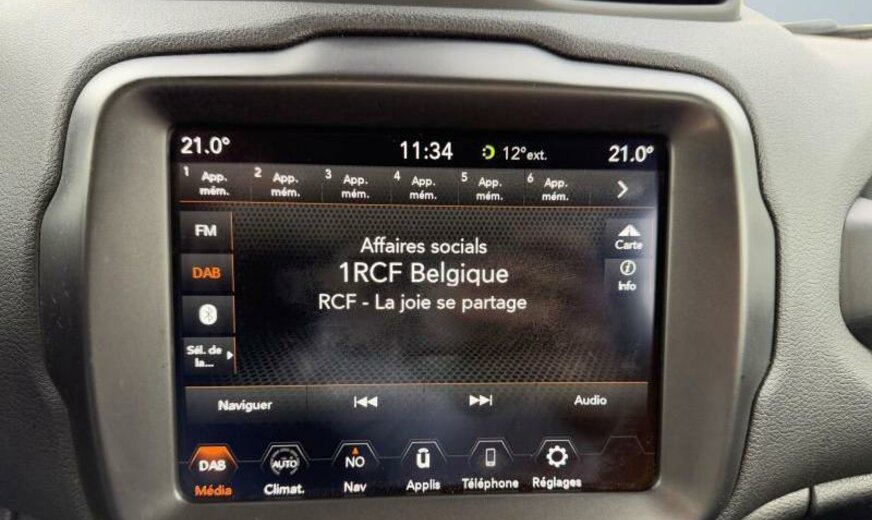 21.0° 11:34 12°ext. 21.0°
1 App. mém. 2 App. mém. 3 App. mém. 4 App. mém. 5 App. mém. 6 App. mém.
FM
Affaires socials
Carte
DAB
1RCF Belgique
Info
RCF - La joie se partage
Sél. de
la...
Naviguer Audio
DAB AUTO NO ū
Média Climat. Nav Applis Téléphone Réglages